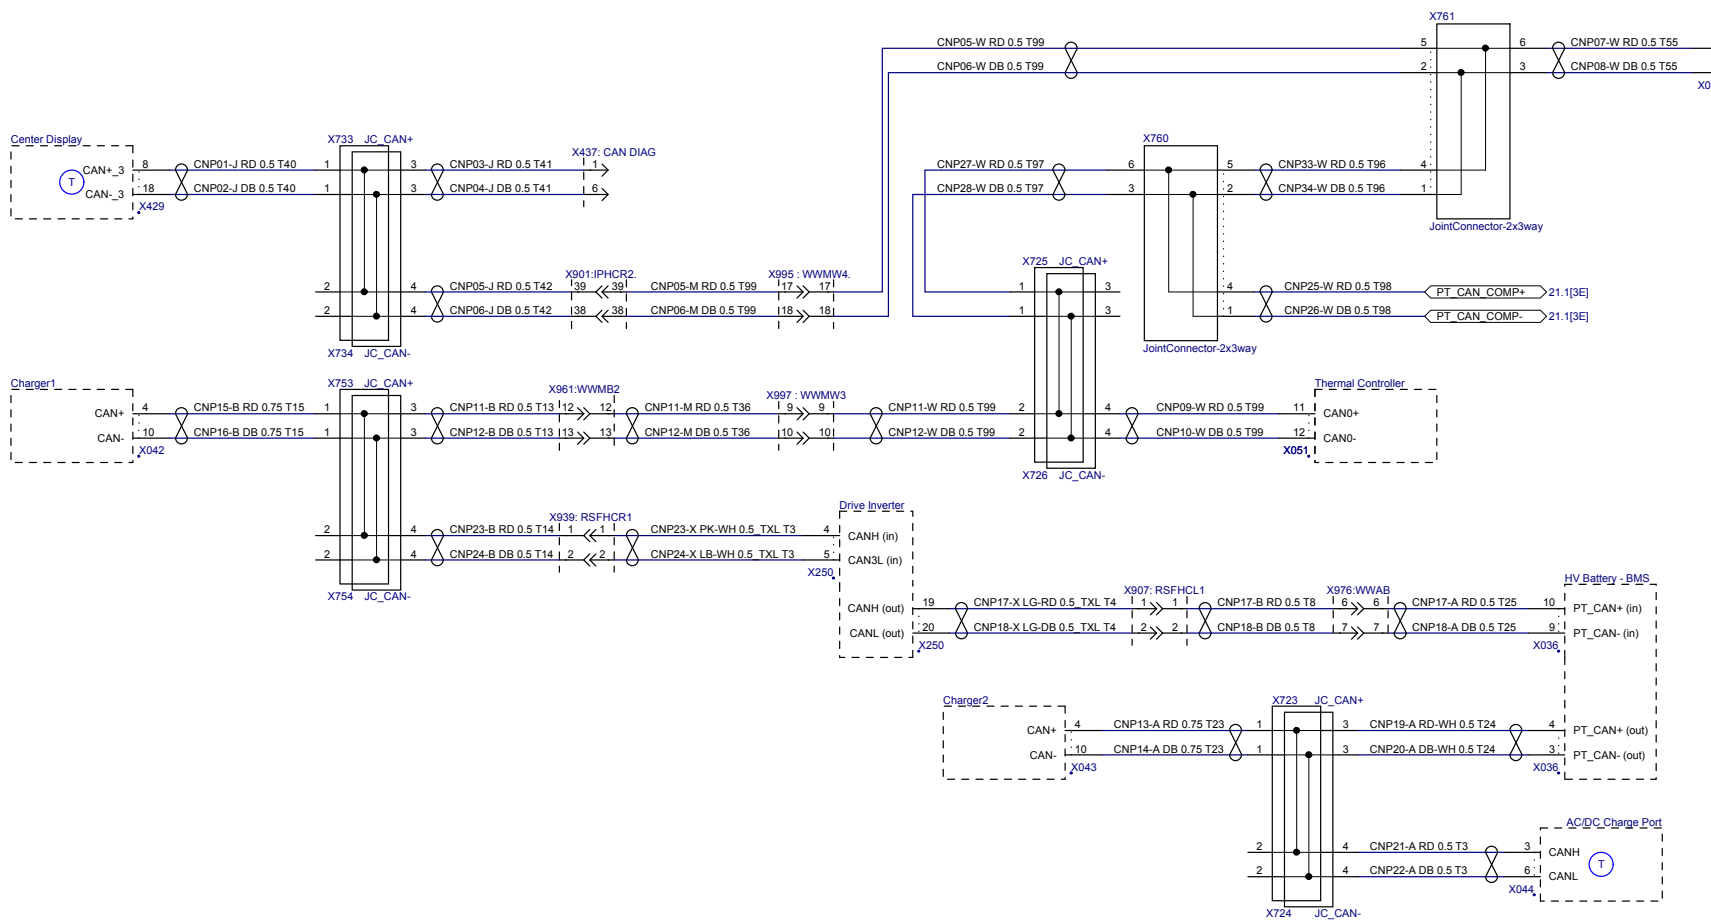 X761
5 CNP05-W RD 0.5 T99 6 CNP07-W RD 0.5 T55
2 CNP06-W DB 0.5 T99 3 CNP08-W DB 0.5 T55
X0
Center Display
X733 JC_CAN+
X437: CAN DIAG
X760
CAN+_3 8 CNP01-J RD 0.5 T40 1 3 CNP03-J RD 0.5 T41 1
T
CAN-_3 18 CNP02-J DB 0.5 T40 1 3 CNP04-J DB 0.5 T41 6
X429
CNP27-W RD 0.5 T97 6 5 CNP33-W RD 0.5 T96 4
CNP28-W DB 0.5 T97 3 2 CNP34-W DB 0.5 T96 1
JointConnector-2x3way
X901:IPHCR2.
X995 : WWMW4.
X725 JC_CAN+
2 4 CNP05-J RD 0.5 T42 39 39 CNP05-M RD 0.5 T99 17 17
2 4 CNP06-J DB 0.5 T42 38 38 CNP06-M DB 0.5 T99 18 18
1 3
1 3
4 CNP25-W RD 0.5 T98 PT_CAN_COMP+ 21.1[3E]
1 CNP26-W DB 0.5 T98 PT_CAN_COMP- 21.1[3E]
X734 JC_CAN-
JointConnector-2x3way
Charger1
X753 JC_CAN+
X961:WWMB2
X997 : WWMW3
Thermal Controller
CAN+ 4 CNP15-B RD 0.75 T15 1 3 CNP11-B RD 0.5 T13 12 12 CNP11-M RD 0.5 T36 9 9 CNP11-W RD 0.5 T99 2 4 CNP09-W RD 0.5 T99 11 CAN0+
CAN- 10 CNP16-B DB 0.75 T15 1 3 CNP12-B DB 0.5 T13 13 13 CNP12-M DB 0.5 T36 10 10 CNP12-W DB 0.5 T99 2 4 CNP10-W DB 0.5 T99 12 CAN0-
X042
X051
X726 JC_CAN-
X939: RSFHCR1
Drive Inverter
2 4 CNP23-B RD 0.5 T14 1 1 CNP23-X PK-WH 0.5_TXL T3 4 CANH (in)
2 4 CNP24-B DB 0.5 T14 2 2 CNP24-X LB-WH 0.5_TXL T3 5 CAN3L (in)
X250
X754 JC_CAN-
X907: RSFHCL1
X976:WWAB
HV Battery - BMS
CANH (out) 19 CNP17-X LG-RD 0.5_TXL T4 1 1 CNP17-B RD 0.5 T8 6 6 CNP17-A RD 0.5 T25 10 PT_CAN+ (in)
CANL (out) 20 CNP18-X LG-DB 0.5_TXL T4 2 2 CNP18-B DB 0.5 T8 7 7 CNP18-A DB 0.5 T25 9 PT_CAN- (in)
X250
X036
Charger2
X723 JC_CAN+
CAN+ 4 CNP13-A RD 0.75 T23 1 3 CNP19-A RD-WH 0.5 T24 4 PT_CAN+ (out)
CAN- 10 CNP14-A DB 0.75 T23 1 3 CNP20-A DB-WH 0.5 T24 3 PT_CAN- (out)
X043
X036
AC/DC Charge Port
2 4 CNP21-A RD 0.5 T3 3 CANH
T
2 4 CNP22-A DB 0.5 T3 6 CANL
X044
X724 JC_CAN-